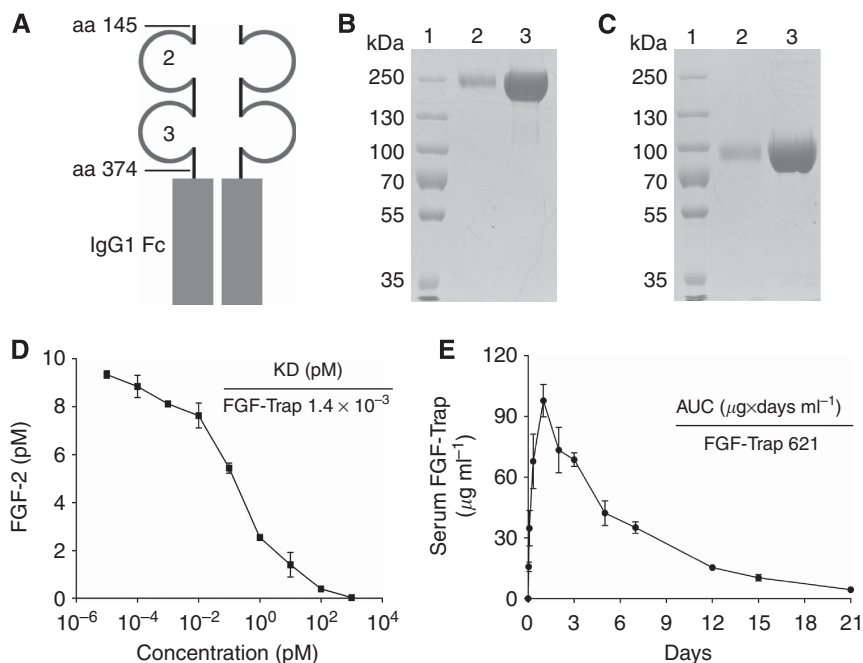 A
aa 145
2
3
aa 374
IgG1 Fc
B
kDa 1 2 3
250
130
100
70
55
35
C
kDa 1 2 3
250
130
100
70
55
35
D
KD (pM)
FGF-Trap 1.4 × 10⁻³
FGF-2 (pM)
10
8
6
4
2
0
10⁻⁶ 10⁻⁴ 10⁻² 10⁰ 10² 10⁴
Concentration (pM)
E
AUC (µg×days ml⁻¹)
FGF-Trap 621
Serum FGF-Trap
(µg ml⁻¹)
120
90
60
30
0
0 3 6 9 12 15 18 21
Days